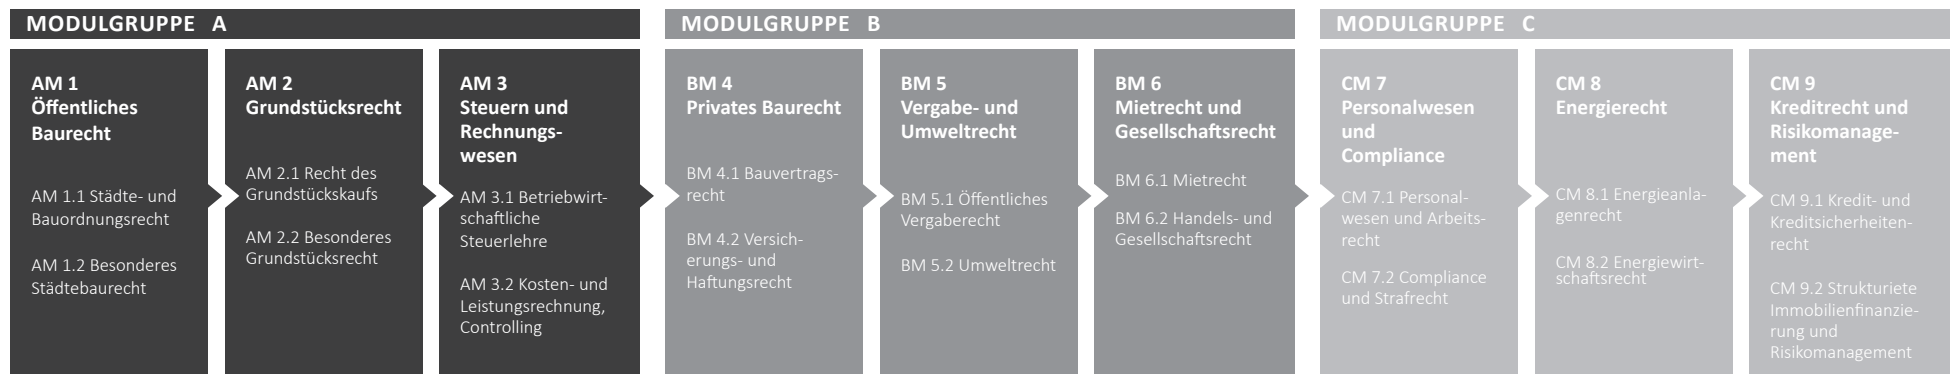 MODULGRUPPE A
AM 1
Öffentliches
Baurecht
AM 1.1 Städte- und
Bauordnungsrecht
AM 1.2 Besonderes
Städtebaurecht
AM 2
Grundstücksrecht
AM 2.1 Recht des
Grundstückskaufs
AM 2.2 Besonderes
Grundstücksrecht
AM 3
Steuern und
Rechnungs-
wesen
AM 3.1 Betriebwirt-
schaftliche
Steuerlehre
AM 3.2 Kosten- und
Leistungsrechnung,
Controlling
MODULGRUPPE B
BM 4
Privates Baurecht
BM 4.1 Bauvertrags-
recht
BM 4.2 Versich-
erungs- und
Haftungsrecht
BM 5
Vergabe- und
Umweltrecht
BM 5.1 Öffentliches
Vergaberecht
BM 5.2 Umweltrecht
BM 6
Mietrecht und
Gesellschaftsrecht
BM 6.1 Mietrecht
BM 6.2 Handels- und
Gesellschaftsrecht
MODULGRUPPE C
CM 7
Personalwesen
und
Compliance
CM 7.1 Personal-
wesen und Arbeits-
recht
CM 7.2 Compliance
und Strafrecht
CM 8
Energierecht
CM 8.1 Energieanla-
genrecht
CM 8.2 Energiewirt-
schaftsrecht
CM 9
Kreditrecht und
Risikomanage-
ment
CM 9.1 Kredit- und
Kreditsicherheiten-
recht
CM 9.2 Strukturiete
Immobilienfinanzie-
rung und
Risikomanagement